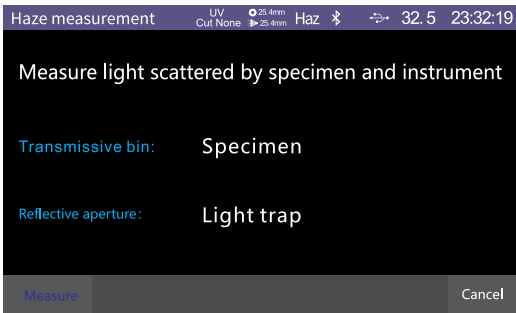 Haze measurement UV Cut None 25.4mm 25.4mm Haz 32.5 23:32:19
Measure light scattered by specimen and instrument
Transmissive bin: Specimen
Reflective aperture: Light trap
Measure Cancel